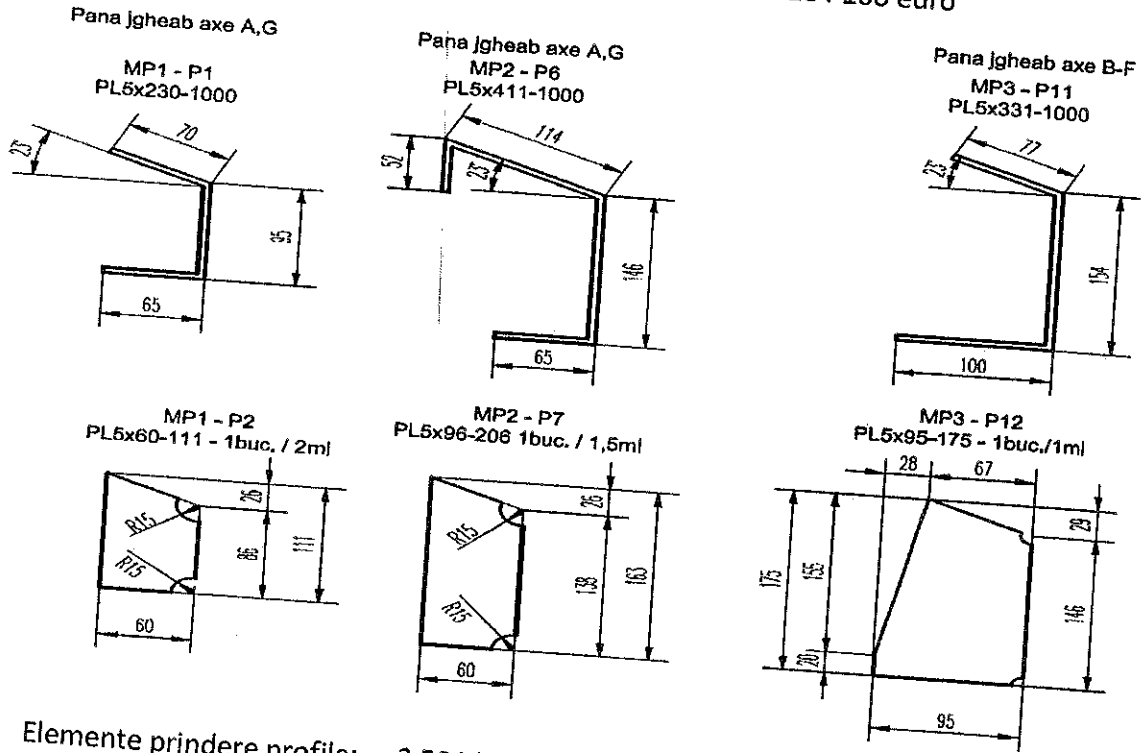 200 euro
Pana jgheab axe A,G
MP1 - P1
PL5x230-1000
70
23°
95
65
Pana jgheab axe A,G
MP2 - P6
PL5x411-1000
114
52
23°
146
65
Pana jgheab axe B-F
MP3 - P11
PL5x331-1000
77
23°
154
100
MP1 - P2
PL5x60-111 - 1buc. / 2ml
26
R15
86
111
R15
60
MP2 - P7
PL5x96-206 1buc. / 1,5ml
26
R15
138
163
R15
60
MP3 - P12
PL5x95-175 - 1buc./1ml
28
67
29
175
155
146
20
95
Elemente prindere profile: